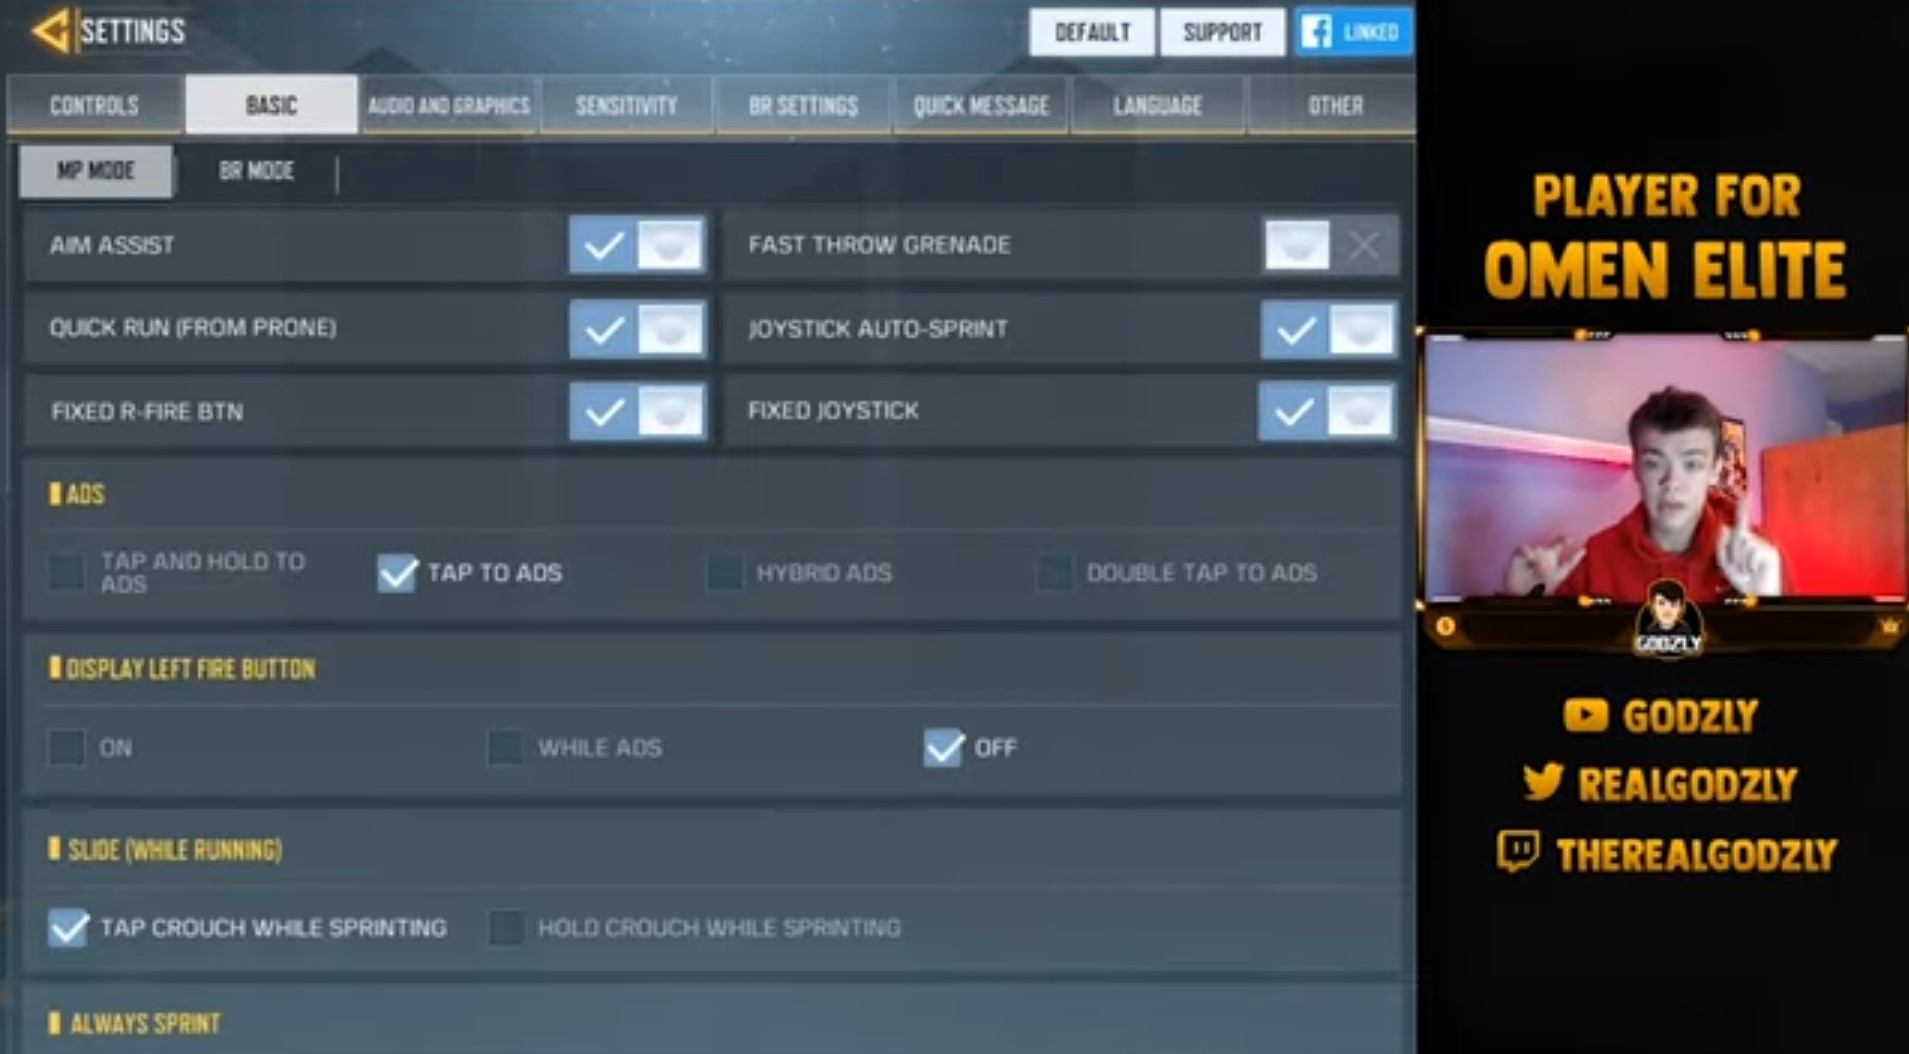 SETTINGS
DEFAULT
SUPPORT
LINKED
CONTROLS
BASIC
AUDIO AND GRAPHICS
SENSITIVITY
BR SETTINGS
QUICK MESSAGE
LANGUAGE
OTHER
MP MODE
BR MODE
AIM ASSIST
FAST THROW GRENADE
QUICK RUN (FROM PRONE)
JOYSTICK AUTO-SPRINT
FIXED R-FIRE BTN
FIXED JOYSTICK
ADS
TAP AND HOLD TO
ADS
TAP TO ADS
HYBRID ADS
DOUBLE TAP TO ADS
DISPLAY LEFT FIRE BUTTON
ON
WHILE ADS
OFF
SLIDE (WHILE RUNNING)
TAP CROUCH WHILE SPRINTING
HOLD CROUCH WHILE SPRINTING
ALWAYS SPRINT
PLAYER FOR
OMEN ELITE
GODZLY
GODZLY
REALGODZLY
THEREALGODZLY